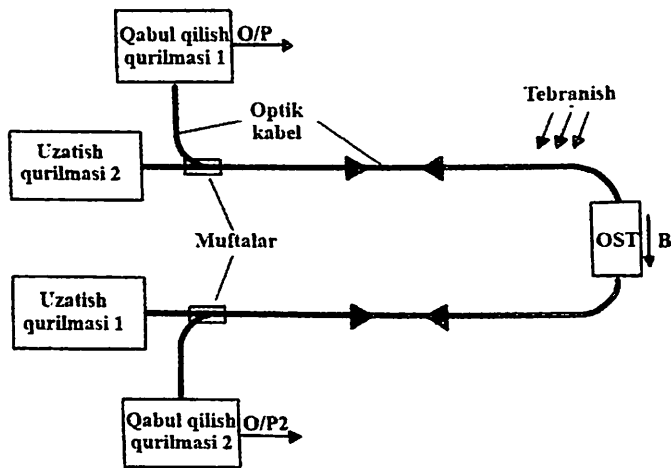 Qabul qilish
qurilmasi 1
O/P
Optik
kabel
Tebranish
Uzatish
qurilmasi 2
Muftalar
OST
B
Uzatish
qurilmasi 1
Qabul qilish
qurilmasi 2
O/P2